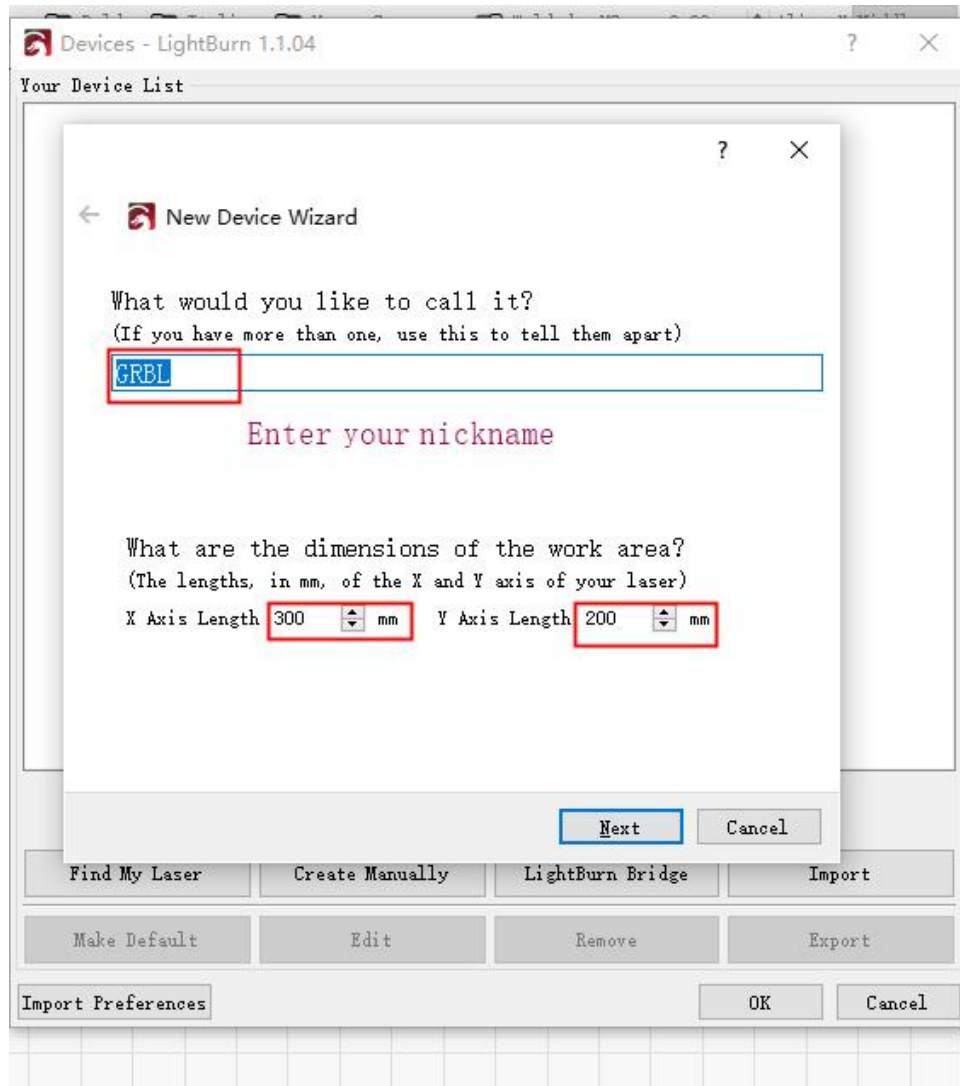 Devices - LightBurn 1.1.04
Your Device List
New Device Wizard
What would you like to call it?
(If you have more than one, use this to tell them apart)
GRBL
Enter your nickname
What are the dimensions of the work area?
(The lengths, in mm, of the X and Y axis of your laser)
X Axis Length 300 mm Y Axis Length 200 mm
Next Cancel
Find My Laser Create Manually LightBurn Bridge Import
Make Default Edit Remove Export
Import Preferences OK Cancel